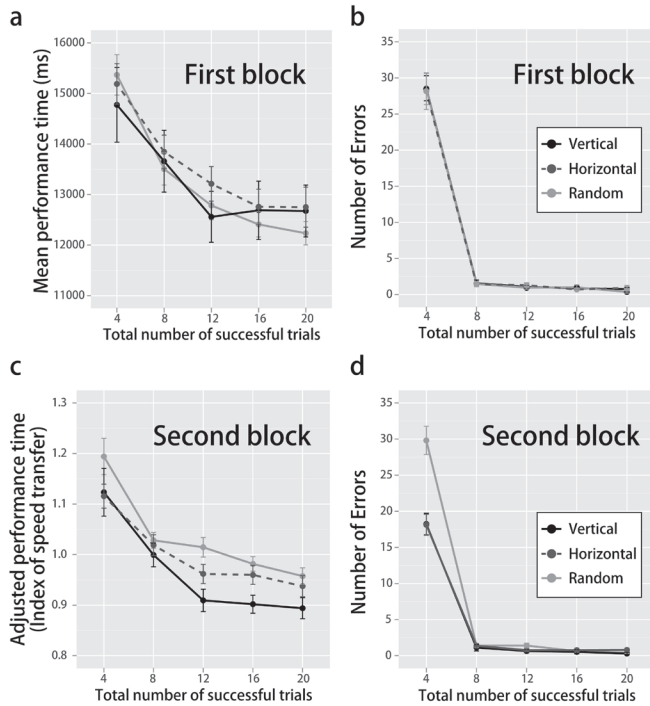 a
First block
Mean performance time (ms)
16000
15000
14000
13000
12000
11000
4 8 12 16 20
Total number of successful trials
b
First block
Number of Errors
35
30
25
20
15
10
5
0
Vertical
Horizontal
Random
4 8 12 16 20
Total number of successful trials
c
Second block
Adjusted performance time
(Index of speed transfer)
1.3
1.2
1.1
1.0
0.9
0.8
4 8 12 16 20
Total number of successful trials
d
Second block
Number of Errors
35
30
25
20
15
10
5
0
Vertical
Horizontal
Random
4 8 12 16 20
Total number of successful trials